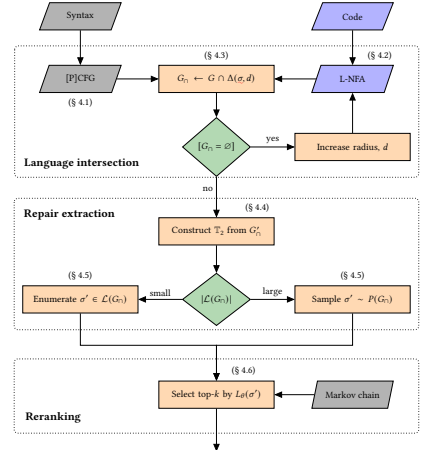 Syntax
Code
(§ 4.3)
(§ 4.2)
[P]CFG
G∩ ← G ∩ Δ(σ, d)
L-NFA
(§ 4.1)
[G∩ = ∅]
yes
Increase radius, d
Language intersection
no
Repair extraction
(§ 4.4)
Construct 𝕋₂ from G′∩
(§ 4.5)
(§ 4.5)
Enumerate σ′ ∈ ℒ(G∩)
small
|ℒ(G∩)|
large
Sample σ′ ∼ P(G∩)
(§ 4.6)
Select top-k by Lθ(σ′)
Markov chain
Reranking